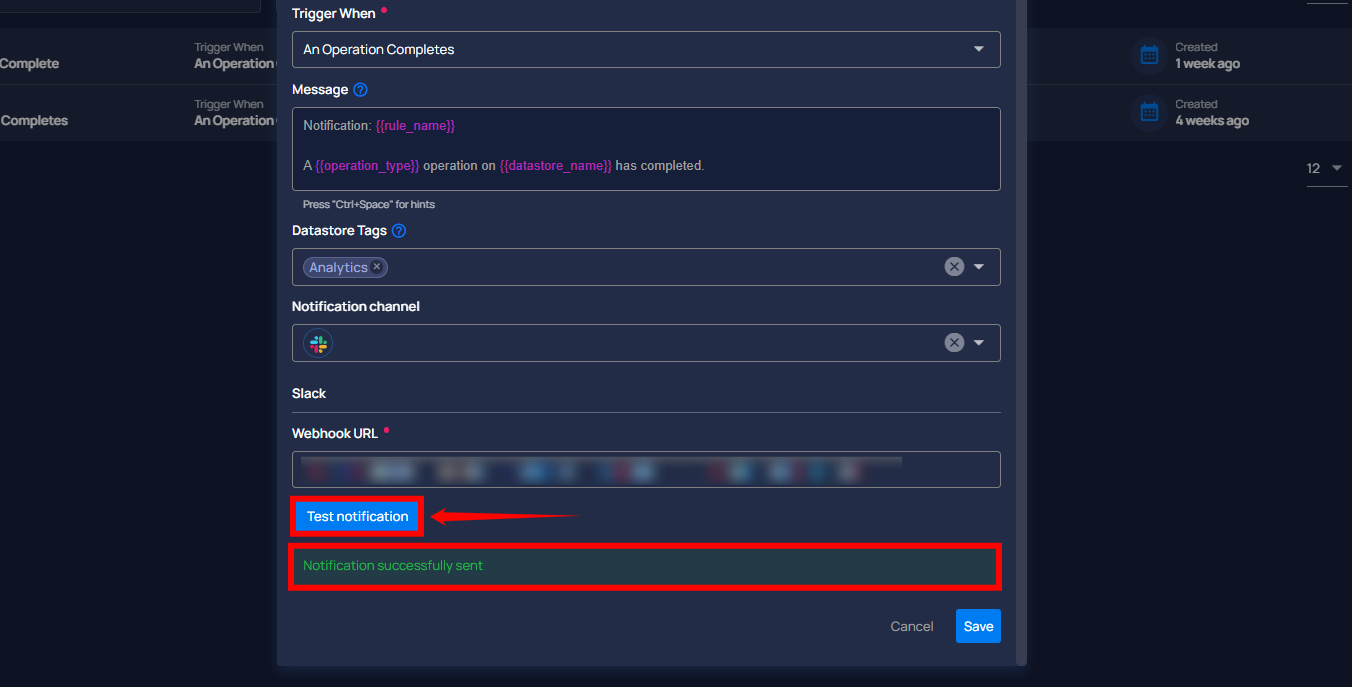 Trigger When
An Operation Completes
Message
Notification: {{rule_name}}
A {{operation_type}} operation on {{datastore_name}} has completed.
Press "Ctrl+Space" for hints
Datastore Tags
Analytics
Notification channel
Slack
Webhook URL
Test notification
Notification successfully sent
Cancel
Save
Complete
Trigger When
An Operation
Created
1 week ago
Completes
Trigger When
An Operation
Created
4 weeks ago
12